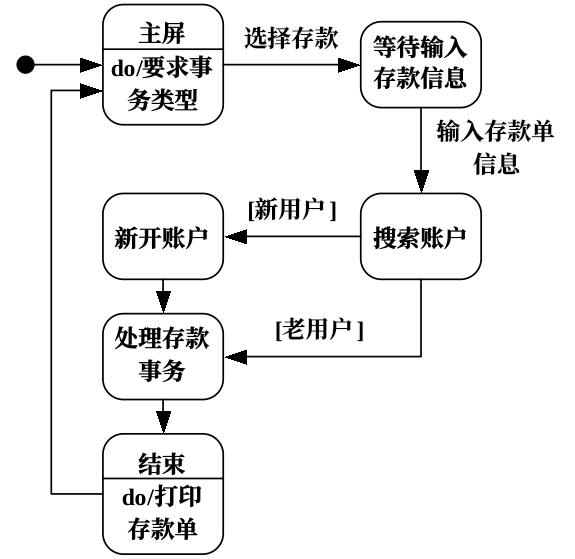 主屏
do/要求事
务类型
选择存款
等待输入
存款信息
输入存款单
信息
搜索账户
[新用户]
新开账户
[老用户]
处理存款
事务
结束
do/打印
存款单